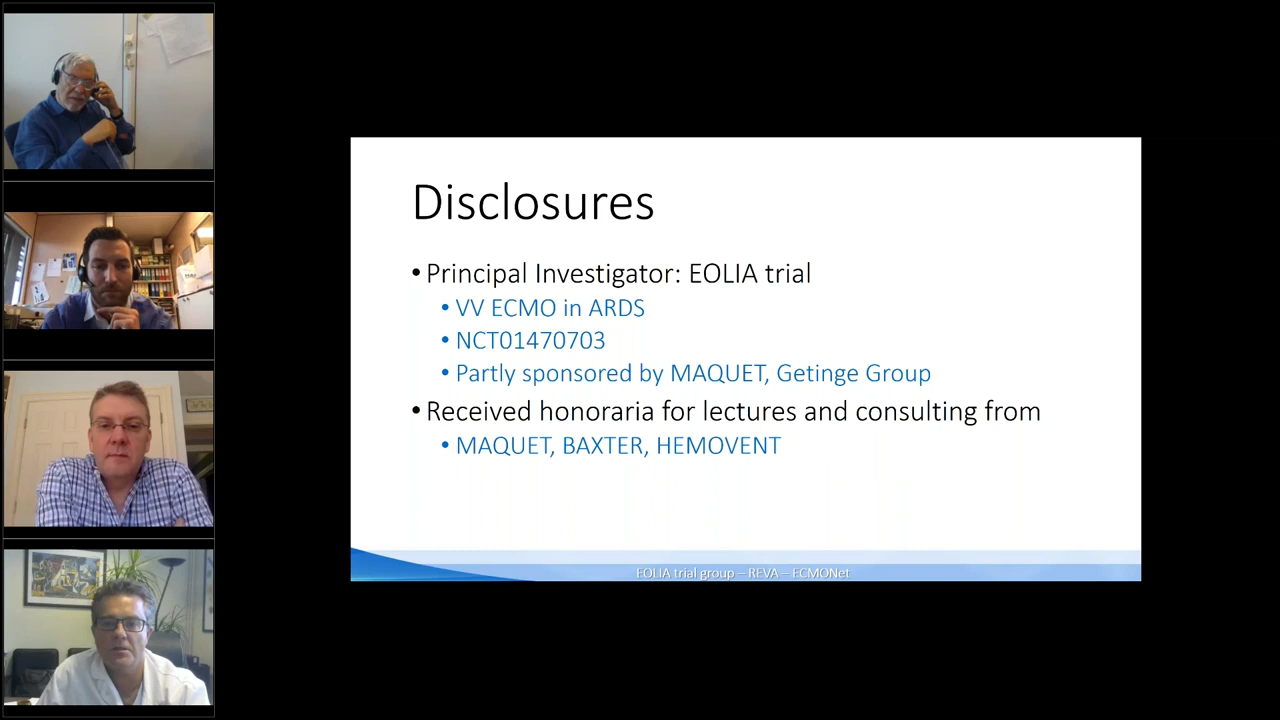 Disclosures
• Principal Investigator: EOLIA trial
• VV ECMO in ARDS
• NCT01470703
• Partly sponsored by MAQUET, Getinge Group
• Received honoraria for lectures and consulting from
• MAQUET, BAXTER, HEMOVENT
EOLIA trial group – REVA – ECMONet